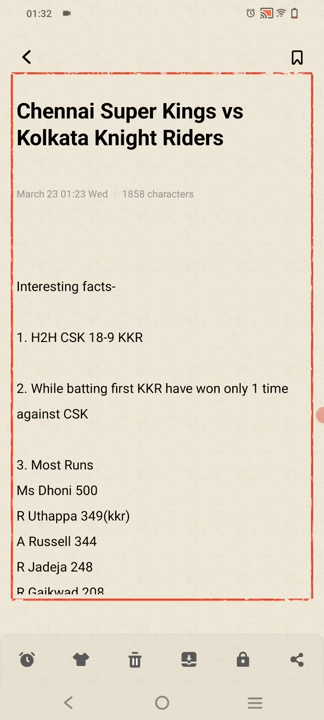 01:32
Chennai Super Kings vs
Kolkata Knight Riders
March 23 01:23 Wed | 1858 characters
Interesting facts-
1. H2H CSK 18-9 KKR
2. While batting first KKR have won only 1 time
against CSK
3. Most Runs
Ms Dhoni 500
R Uthappa 349(kkr)
A Russell 344
R Jadeja 248
R Gaikwad 208